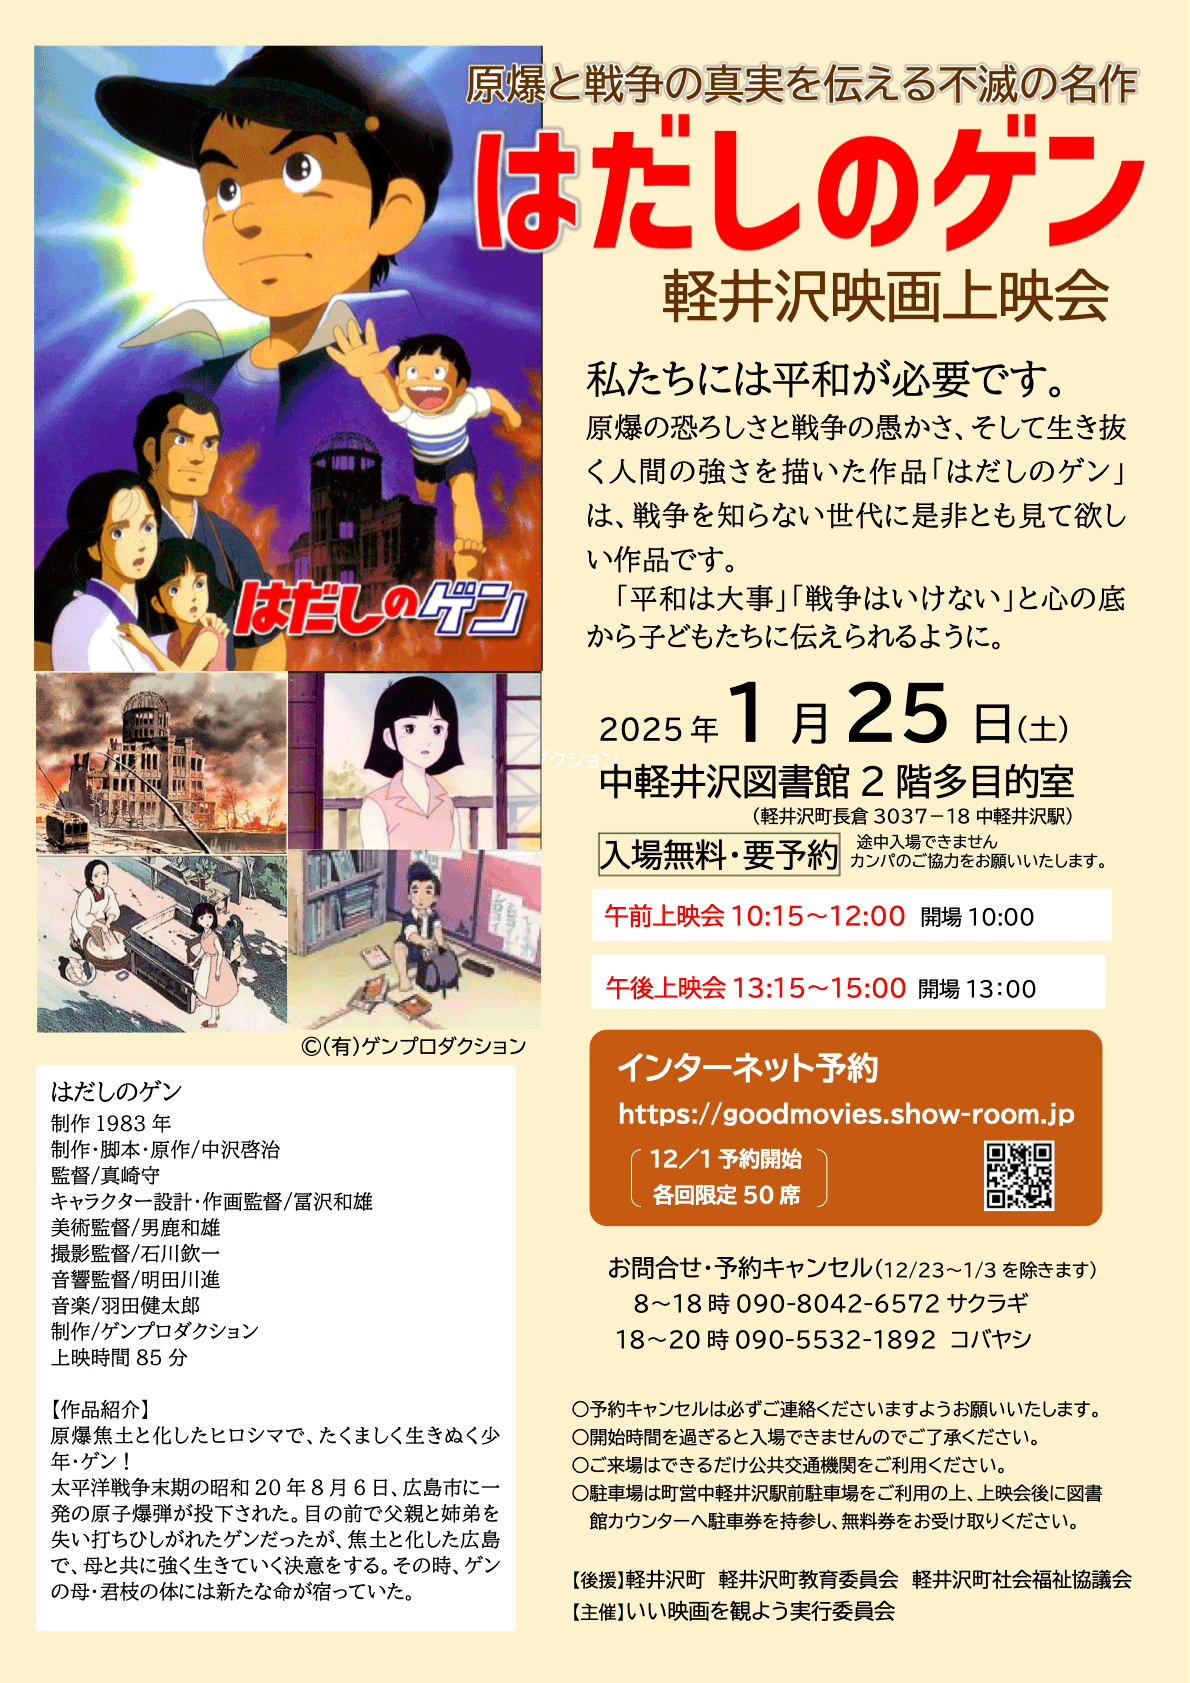 原爆と戦争の真実を伝える不滅の名作
はだしのゲン
軽井沢映画上映会
はだしのゲン
私たちには平和が必要です。
原爆の恐ろしさと戦争の愚かさ、そして生き抜
く人間の強さを描いた作品「はだしのゲン」
は、戦争を知らない世代に是非とも見て欲し
い作品です。
「平和は大事」「戦争はいけない」と心の底
から子どもたちに伝えられるように。
2025年1月25日(土)
ダクション
中軽井沢図書館2階多目的室
(軽井沢町長倉3037－18中軽井沢駅)
入場無料・要予約
途中入場できません
カンパのご協力をお願いいたします。
午前上映会10:15～12:00 開場10:00
午後上映会13:15～15:00 開場13:00
インターネット予約
https://goodmovies.show-room.jp
12／1予約開始
各回限定50席
お問合せ・予約キャンセル(12/23～1/3を除きます)
8～18時090-8042-6572サクラギ
18～20時090-5532-1892 コバヤシ
○予約キャンセルは必ずご連絡くださいますようお願いいたします。
○開始時間を過ぎると入場できませんのでご了承ください。
○ご来場はできるだけ公共交通機関をご利用ください。
○駐車場は町営中軽井沢駅前駐車場をご利用の上、上映会後に図書
館カウンターへ駐車券を持参し、無料券をお受け取りください。
【後援】軽井沢町 軽井沢町教育委員会 軽井沢町社会福祉協議会
【主催】いい映画を観よう実行委員会
©(有)ゲンプロダクション
はだしのゲン
制作1983年
制作・脚本・原作/中沢啓治
監督/真崎守
キャラクター設計・作画監督/冨沢和雄
美術監督/男鹿和雄
撮影監督/石川欽一
音響監督/明田川進
音楽/羽田健太郎
制作/ゲンプロダクション
上映時間85分
【作品紹介】
原爆焦土と化したヒロシマで、たくましく生きぬく少
年・ゲン！
太平洋戦争末期の昭和20年8月6日、広島市に一
発の原子爆弾が投下された。目の前で父親と姉弟を
失い打ちひしがれたゲンだったが、焦土と化した広島
で、母と共に強く生きていく決意をする。その時、ゲン
の母・君枝の体には新たな命が宿っていた。